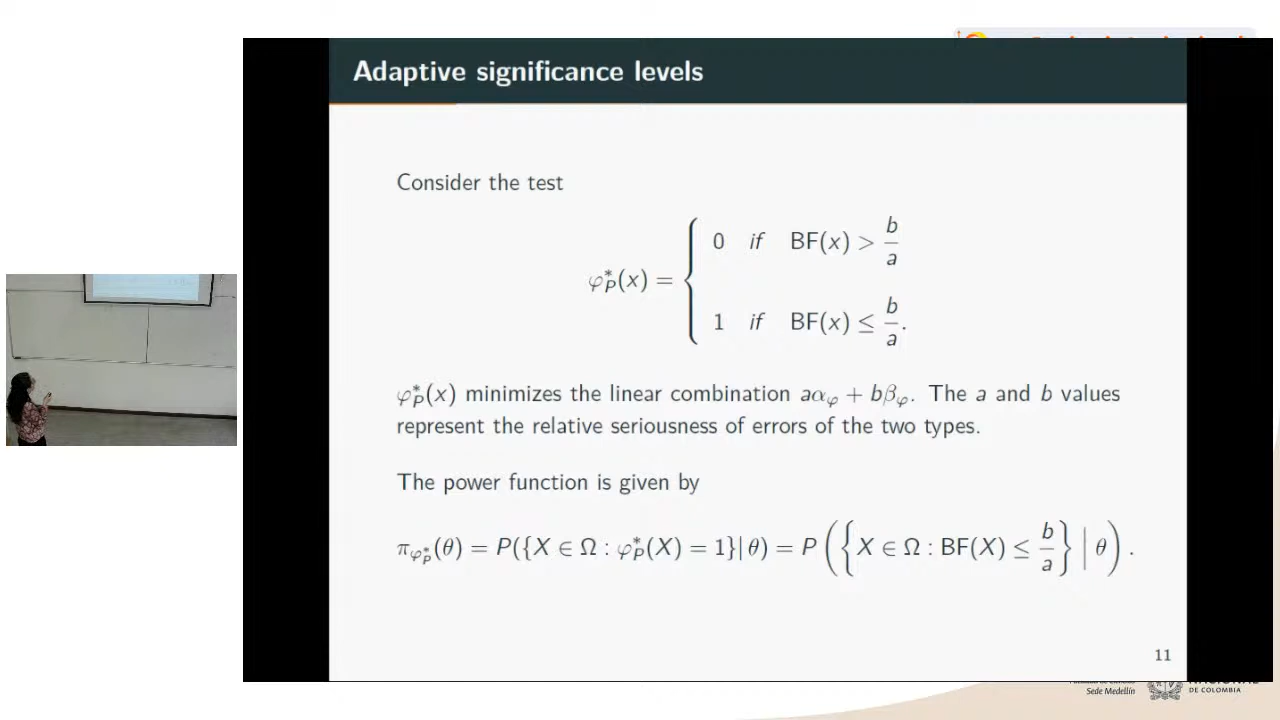 Adaptive significance levels
Consider the test
φ*_P(x) = { 0 if BF(x) > b/a
1 if BF(x) ≤ b/a.
φ*_P(x) minimizes the linear combination aα_φ + bβ_φ. The a and b values
represent the relative seriousness of errors of the two types.
The power function is given by
π_φ*_P(θ) = P({X ∈ Ω : φ*_P(X) = 1}| θ) = P ( { X ∈ Ω : BF(X) ≤ b/a } | θ ) .
11
Sede Medellín
DE COLOMBIA